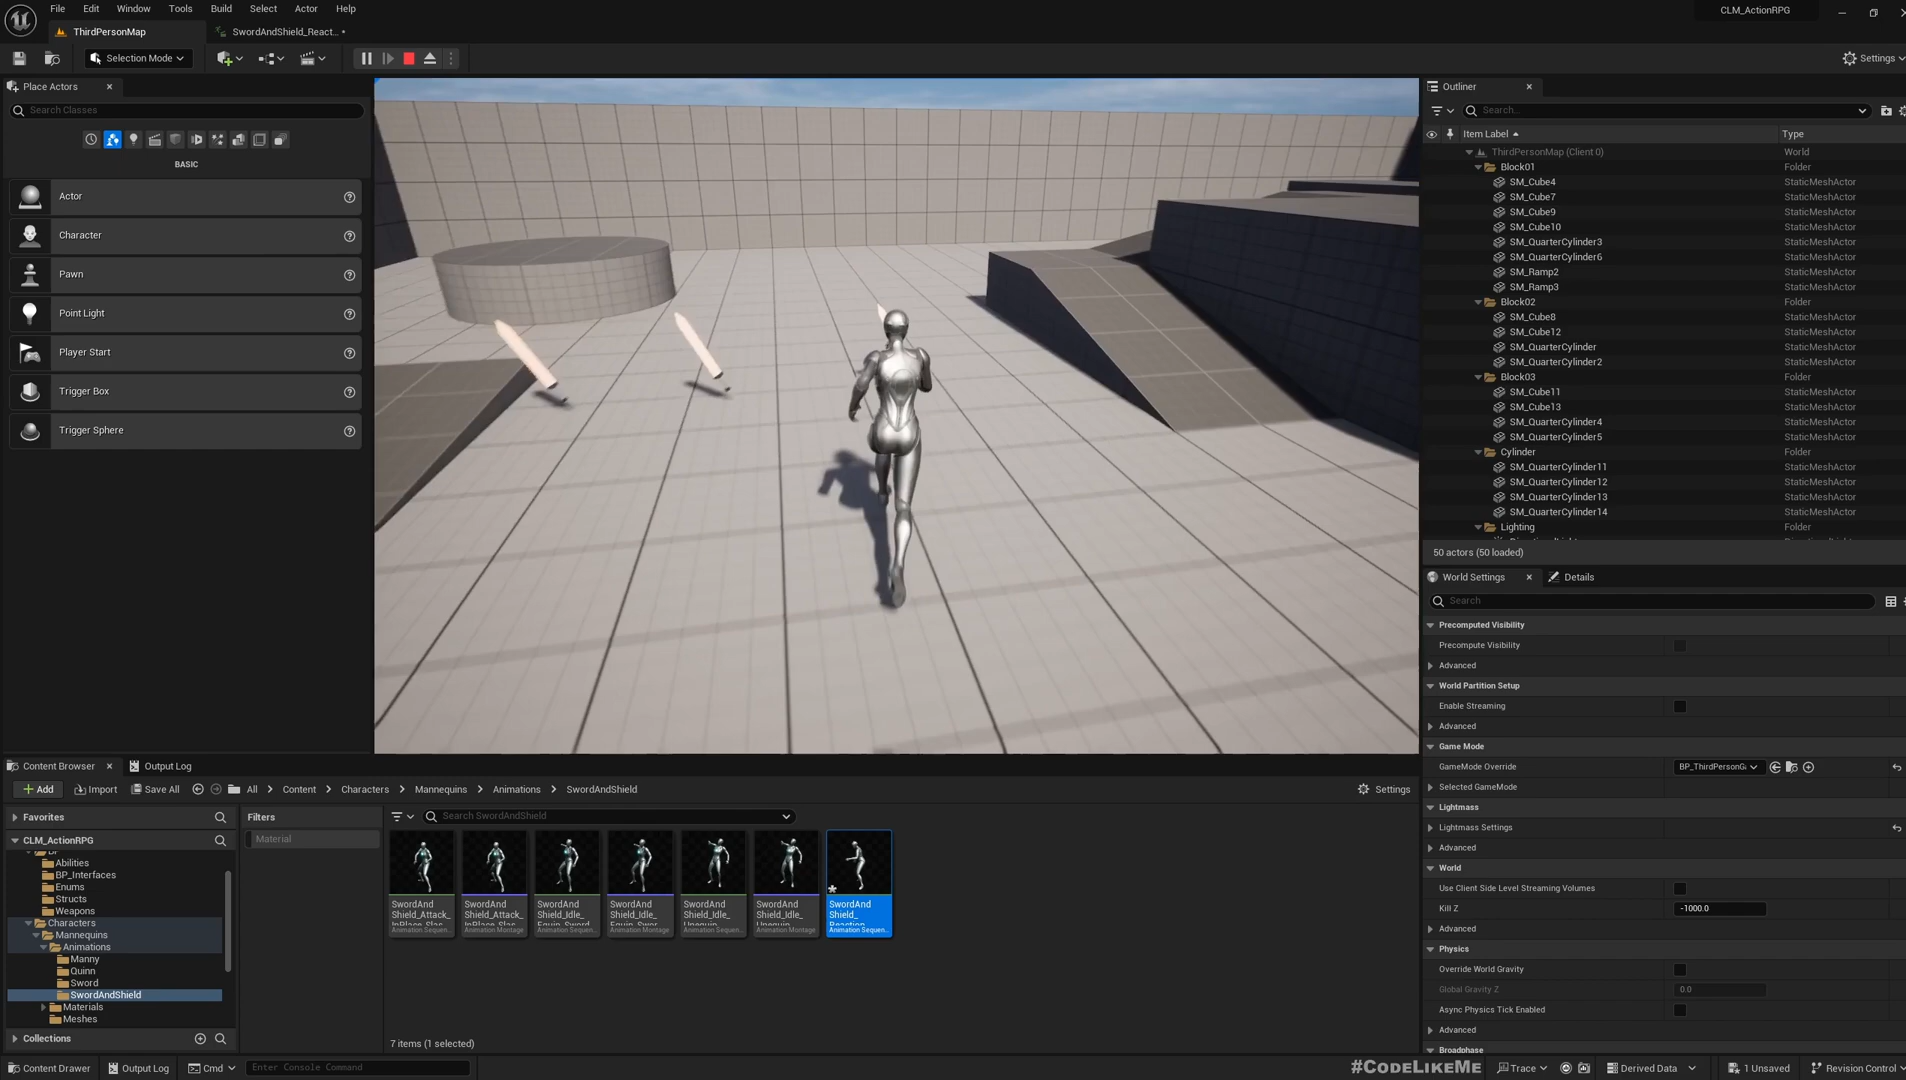 File Edit Window Tools Build Select Actor Help
CLM_ActionRPG
ThirdPersonMap
SwordAndShield_React... •
Selection Mode
Settings
Place Actors
Search Classes
BASIC
Actor
Character
Pawn
Point Light
Player Start
Trigger Box
Trigger Sphere
Outliner
Search...
Item Label Type
ThirdPersonMap (Client 0) World
Block01 Folder
SM_Cube4 StaticMeshActor
SM_Cube7 StaticMeshActor
SM_Cube9 StaticMeshActor
SM_Cube10 StaticMeshActor
SM_QuarterCylinder3 StaticMeshActor
SM_QuarterCylinder6 StaticMeshActor
SM_Ramp2 StaticMeshActor
SM_Ramp3 StaticMeshActor
Block02 Folder
SM_Cube8 StaticMeshActor
SM_Cube12 StaticMeshActor
SM_QuarterCylinder StaticMeshActor
SM_QuarterCylinder2 StaticMeshActor
Block03 Folder
SM_Cube11 StaticMeshActor
SM_Cube13 StaticMeshActor
SM_QuarterCylinder4 StaticMeshActor
SM_QuarterCylinder5 StaticMeshActor
Cylinder Folder
SM_QuarterCylinder11 StaticMeshActor
SM_QuarterCylinder12 StaticMeshActor
SM_QuarterCylinder13 StaticMeshActor
SM_QuarterCylinder14 StaticMeshActor
Lighting Folder
50 actors (50 loaded)
World Settings
Details
Search
Precomputed Visibility
Precompute Visibility
Advanced
World Partition Setup
Enable Streaming
Advanced
Game Mode
GameMode Override BP_ThirdPersonG
Selected GameMode
Lightmass
Lightmass Settings
Advanced
World
Use Client Side Level Streaming Volumes
Kill Z -1000.0
Advanced
Physics
Override World Gravity
Global Gravity Z 0.0
Async Physics Tick Enabled
Advanced
Broadphase
Content Browser
Output Log
Add Import Save All All Content Characters Mannequins Animations SwordAndShield
Settings
Favorites
CLM_ActionRPG
BP
Abilities
BP_Interfaces
Enums
Structs
Weapons
Characters
Mannequins
Animations
Manny
Quinn
Sword
SwordAndShield
Materials
Meshes
Collections
Filters
Material
Search SwordAndShield
SwordAnd
Shield_Attack_
Animation Sequen..
SwordAnd
Shield_Attack_
Animation Montage
SwordAnd
Shield_Idle_
Animation Sequen..
SwordAnd
Shield_Idle_
Animation Montage
SwordAnd
Shield_Idle_
Animation Sequen..
SwordAnd
Shield_Idle_
Animation Montage
SwordAnd
Shield_
Animation Sequen..
7 items (1 selected)
Content Drawer Output Log Cmd Enter Console Command
#CodeLikeMe
Trace Derived Data 1 Unsaved Revision Control